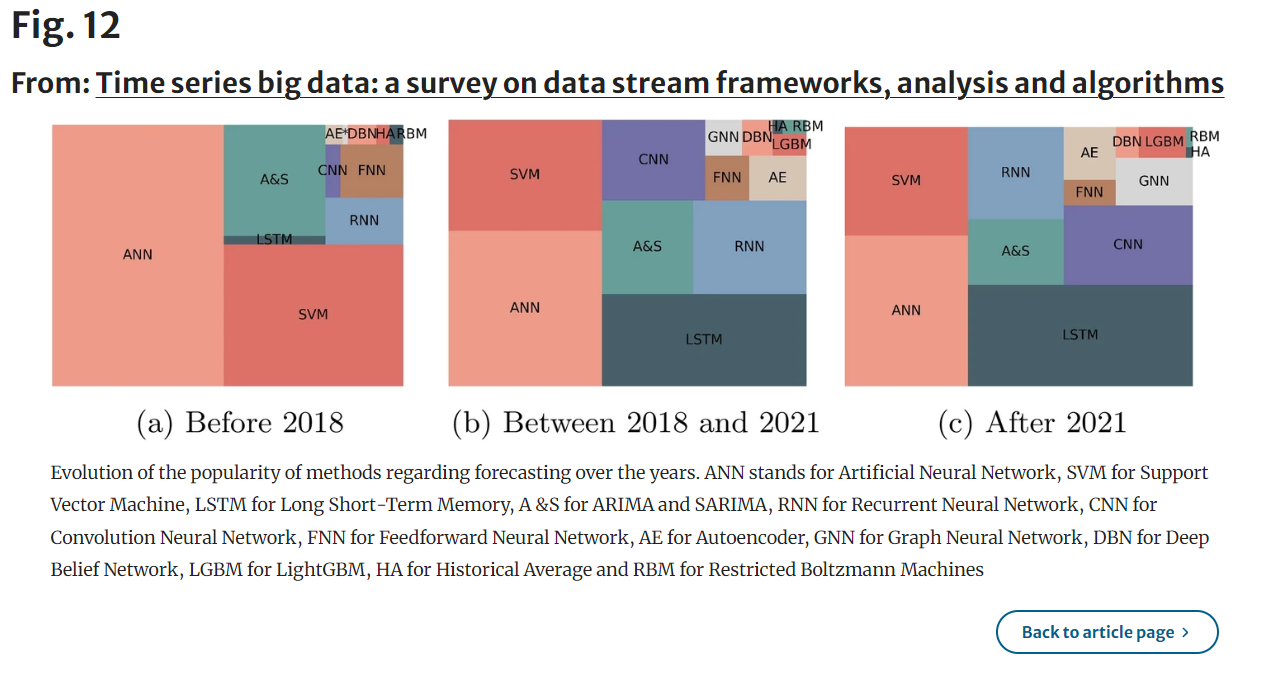 Fig. 12
From: Time series big data: a survey on data stream frameworks, analysis and algorithms
ANN
A&S
LSTM
SVM
AE*
DBN
HA
RBM
CNN
FNN
RNN
(a) Before 2018
SVM
ANN
CNN
GNN
DBN
HA
RBM
LGBM
FNN
AE
A&S
RNN
LSTM
(b) Between 2018 and 2021
SVM
ANN
RNN
A&S
AE
FNN
DBN
LGBM
RBM
HA
GNN
CNN
LSTM
(c) After 2021
Evolution of the popularity of methods regarding forecasting over the years. ANN stands for Artificial Neural Network, SVM for Support
Vector Machine, LSTM for Long Short-Term Memory, A &S for ARIMA and SARIMA, RNN for Recurrent Neural Network, CNN for
Convolution Neural Network, FNN for Feedforward Neural Network, AE for Autoencoder, GNN for Graph Neural Network, DBN for Deep
Belief Network, LGBM for LightGBM, HA for Historical Average and RBM for Restricted Boltzmann Machines
Back to article page